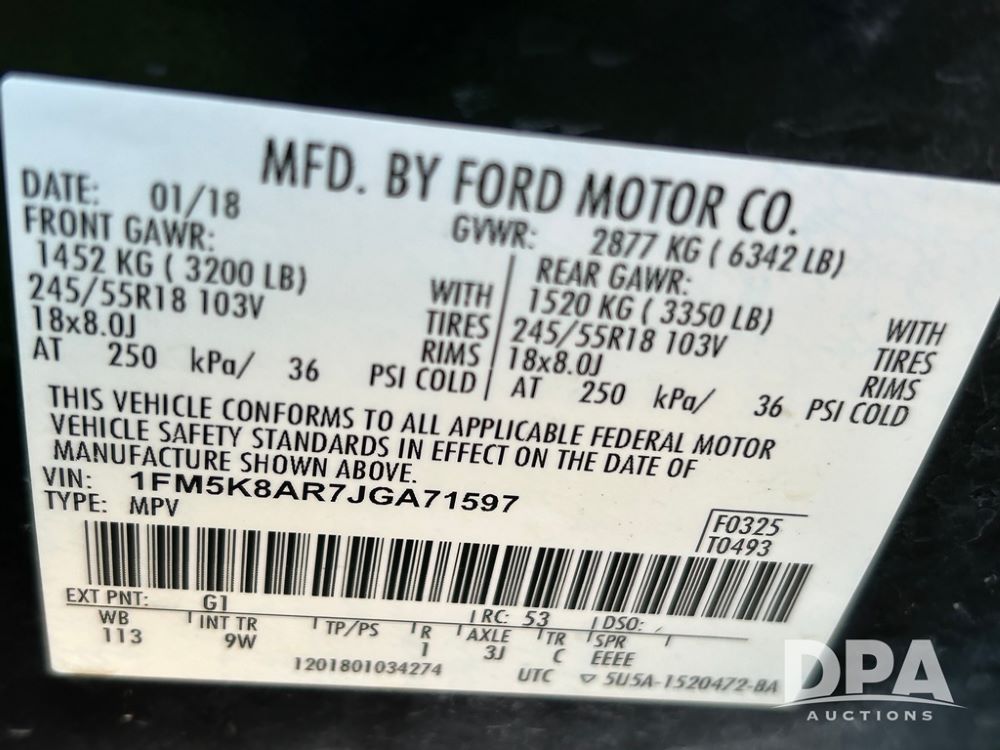 MFD. BY FORD MOTOR CO.
DATE: 01/18 GVWR: 2877 KG ( 6342 LB)
FRONT GAWR: REAR GAWR:
1452 KG ( 3200 LB) WITH 1520 KG ( 3350 LB) WITH
245/55R18 103V TIRES 245/55R18 103V TIRES
18x8.0J RIMS 18x8.0J RIMS
AT 250 kPa/ 36 PSI COLD AT 250 kPa/ 36 PSI COLD
THIS VEHICLE CONFORMS TO ALL APPLICABLE FEDERAL MOTOR
VEHICLE SAFETY STANDARDS IN EFFECT ON THE DATE OF
MANUFACTURE SHOWN ABOVE.
VIN: 1FM5K8AR7JGA71597
TYPE: MPV
F0325
T0493
EXT PNT: G1 RC: 53 DSO:
WB INT TR TP/PS R AXLE TR SPR
113 9W 1 3J C EEEE
1201801034274 UTC 5U5A-1520472-BA
DPA
AUCTIONS